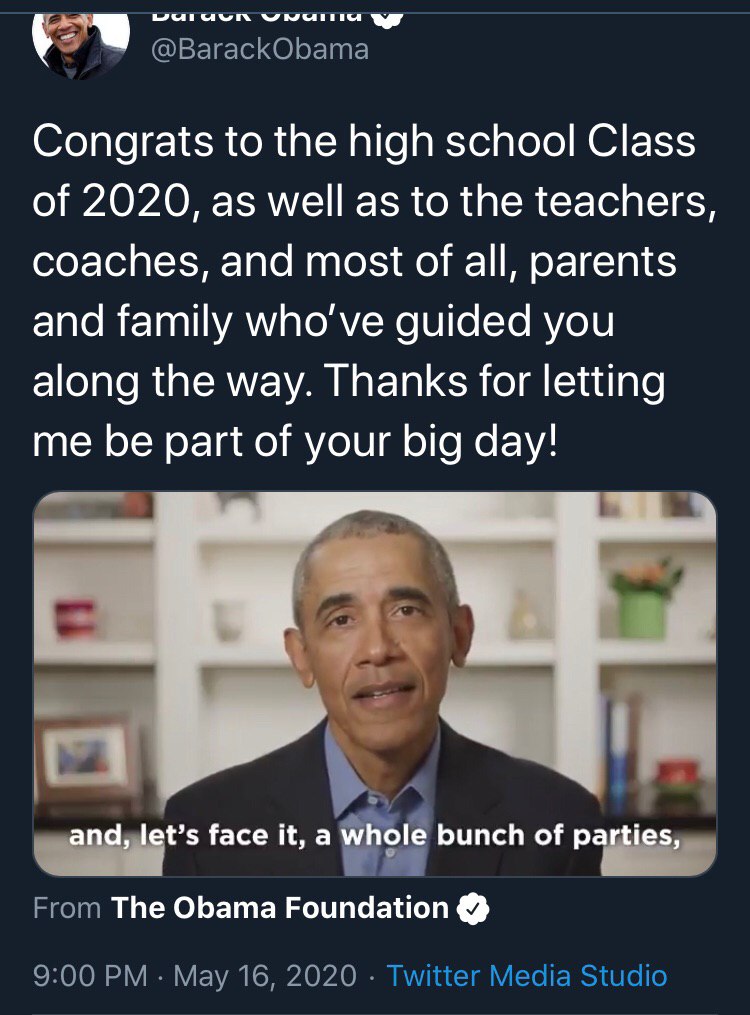 Barack Obama
@BarackObama
Congrats to the high school Class
of 2020, as well as to the teachers,
coaches, and most of all, parents
and family who've guided you
along the way. Thanks for letting
me be part of your big day!
and, let's face it, a whole bunch of parties,
From The Obama Foundation
9:00 PM · May 16, 2020 · Twitter Media Studio